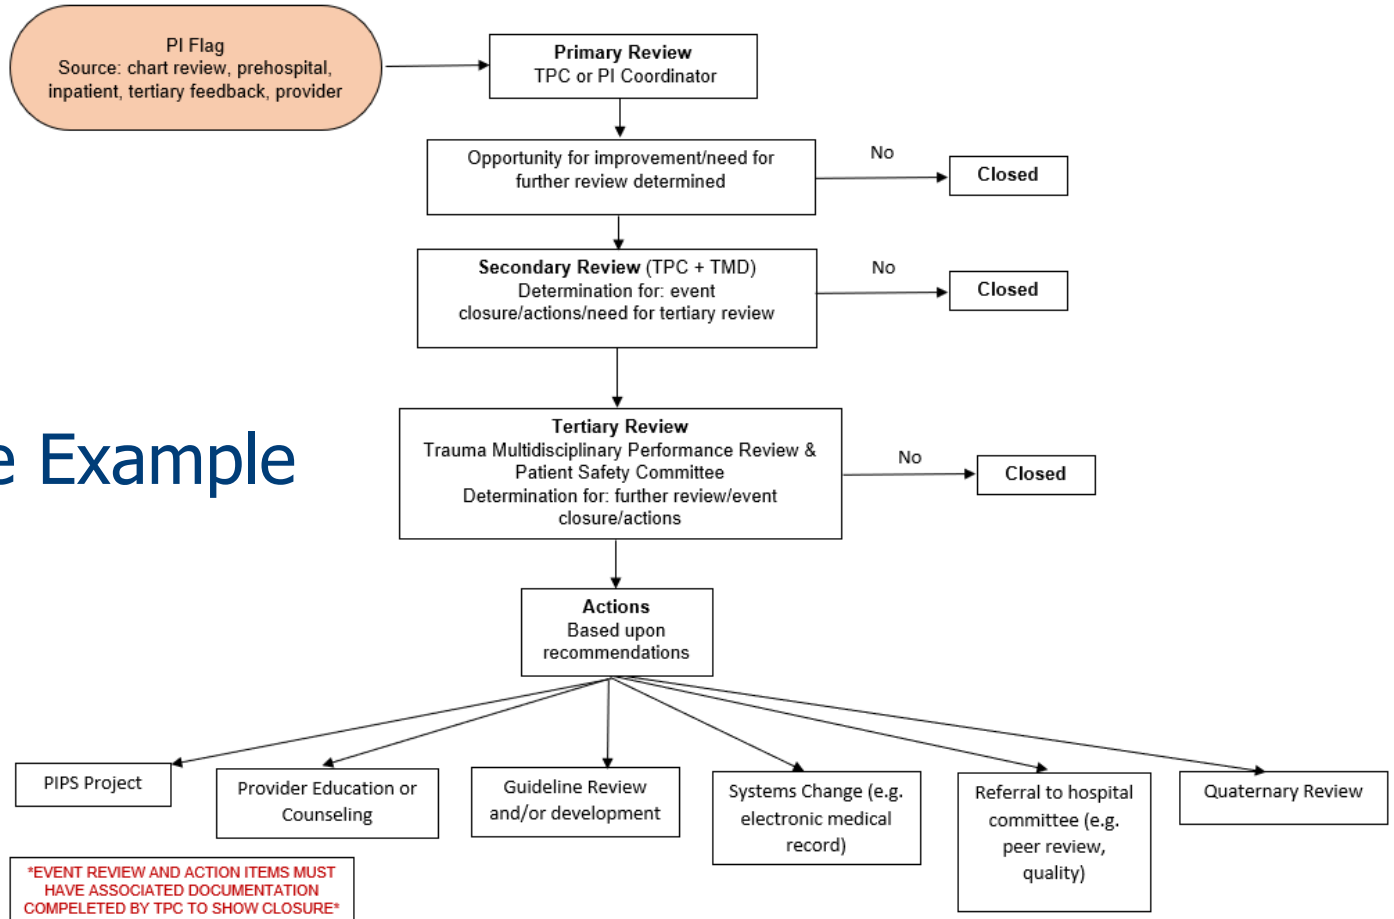 PI Flag
Source: chart review, prehospital,
inpatient, tertiary feedback, provider
Primary Review
TPC or PI Coordinator
Opportunity for improvement/need for
further review determined
No
Closed
Secondary Review (TPC + TMD)
Determination for: event
closure/actions/need for tertiary review
No
Closed
e Example
Tertiary Review
Trauma Multidisciplinary Performance Review &
Patient Safety Committee
Determination for: further review/event
closure/actions
No
Closed
Actions
Based upon
recommendations
PIPS Project
Provider Education or
Counseling
Guideline Review
and/or development
Systems Change (e.g.
electronic medical
record)
Referral to hospital
committee (e.g.
peer review,
quality)
Quaternary Review
*EVENT REVIEW AND ACTION ITEMS MUST
HAVE ASSOCIATED DOCUMENTATION
COMPELETED BY TPC TO SHOW CLOSURE*